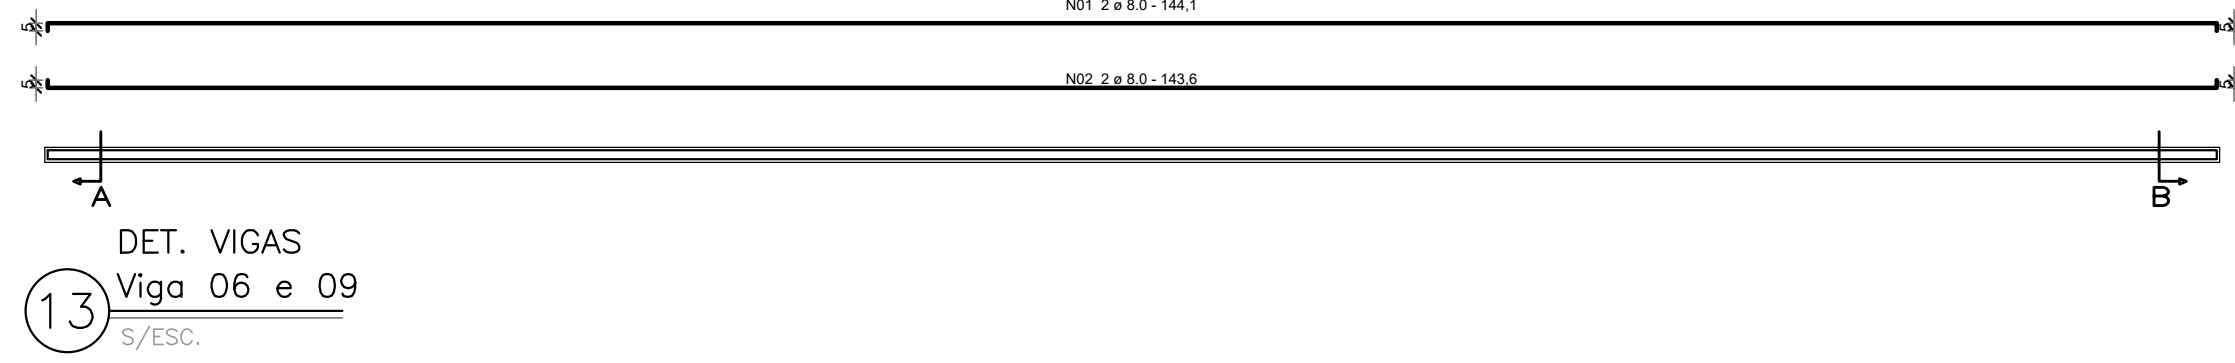 N01 2 ø 8.0 - 144,1
5 5
N02 2 ø 8.0 - 143,6
5 5
A B
DET. VIGAS
Viga 06 e 09
13
S/ESC.